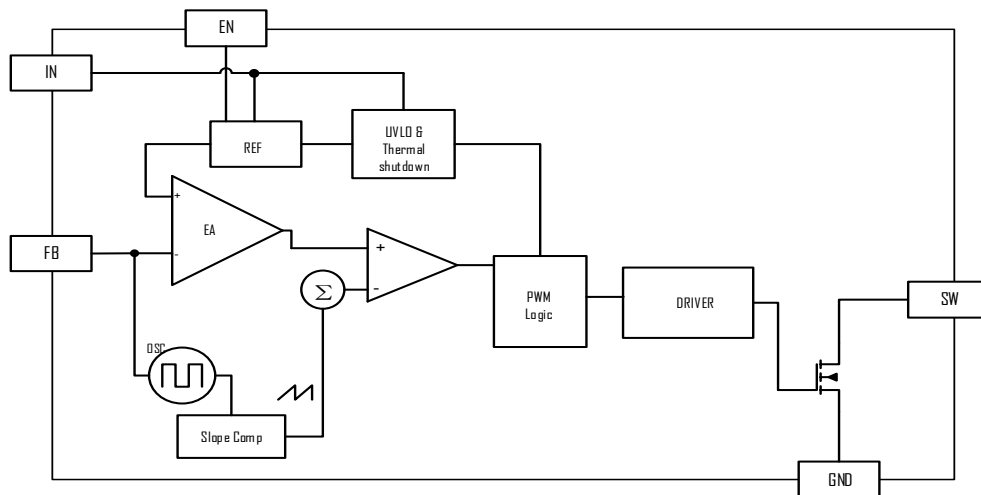 EN
IN
REF
UVLO &
Thermal
shutdown
+
EA
-
FB
+
-
Σ
PWM
Logic
DRIVER
SW
OSC
Slope Comp
GND